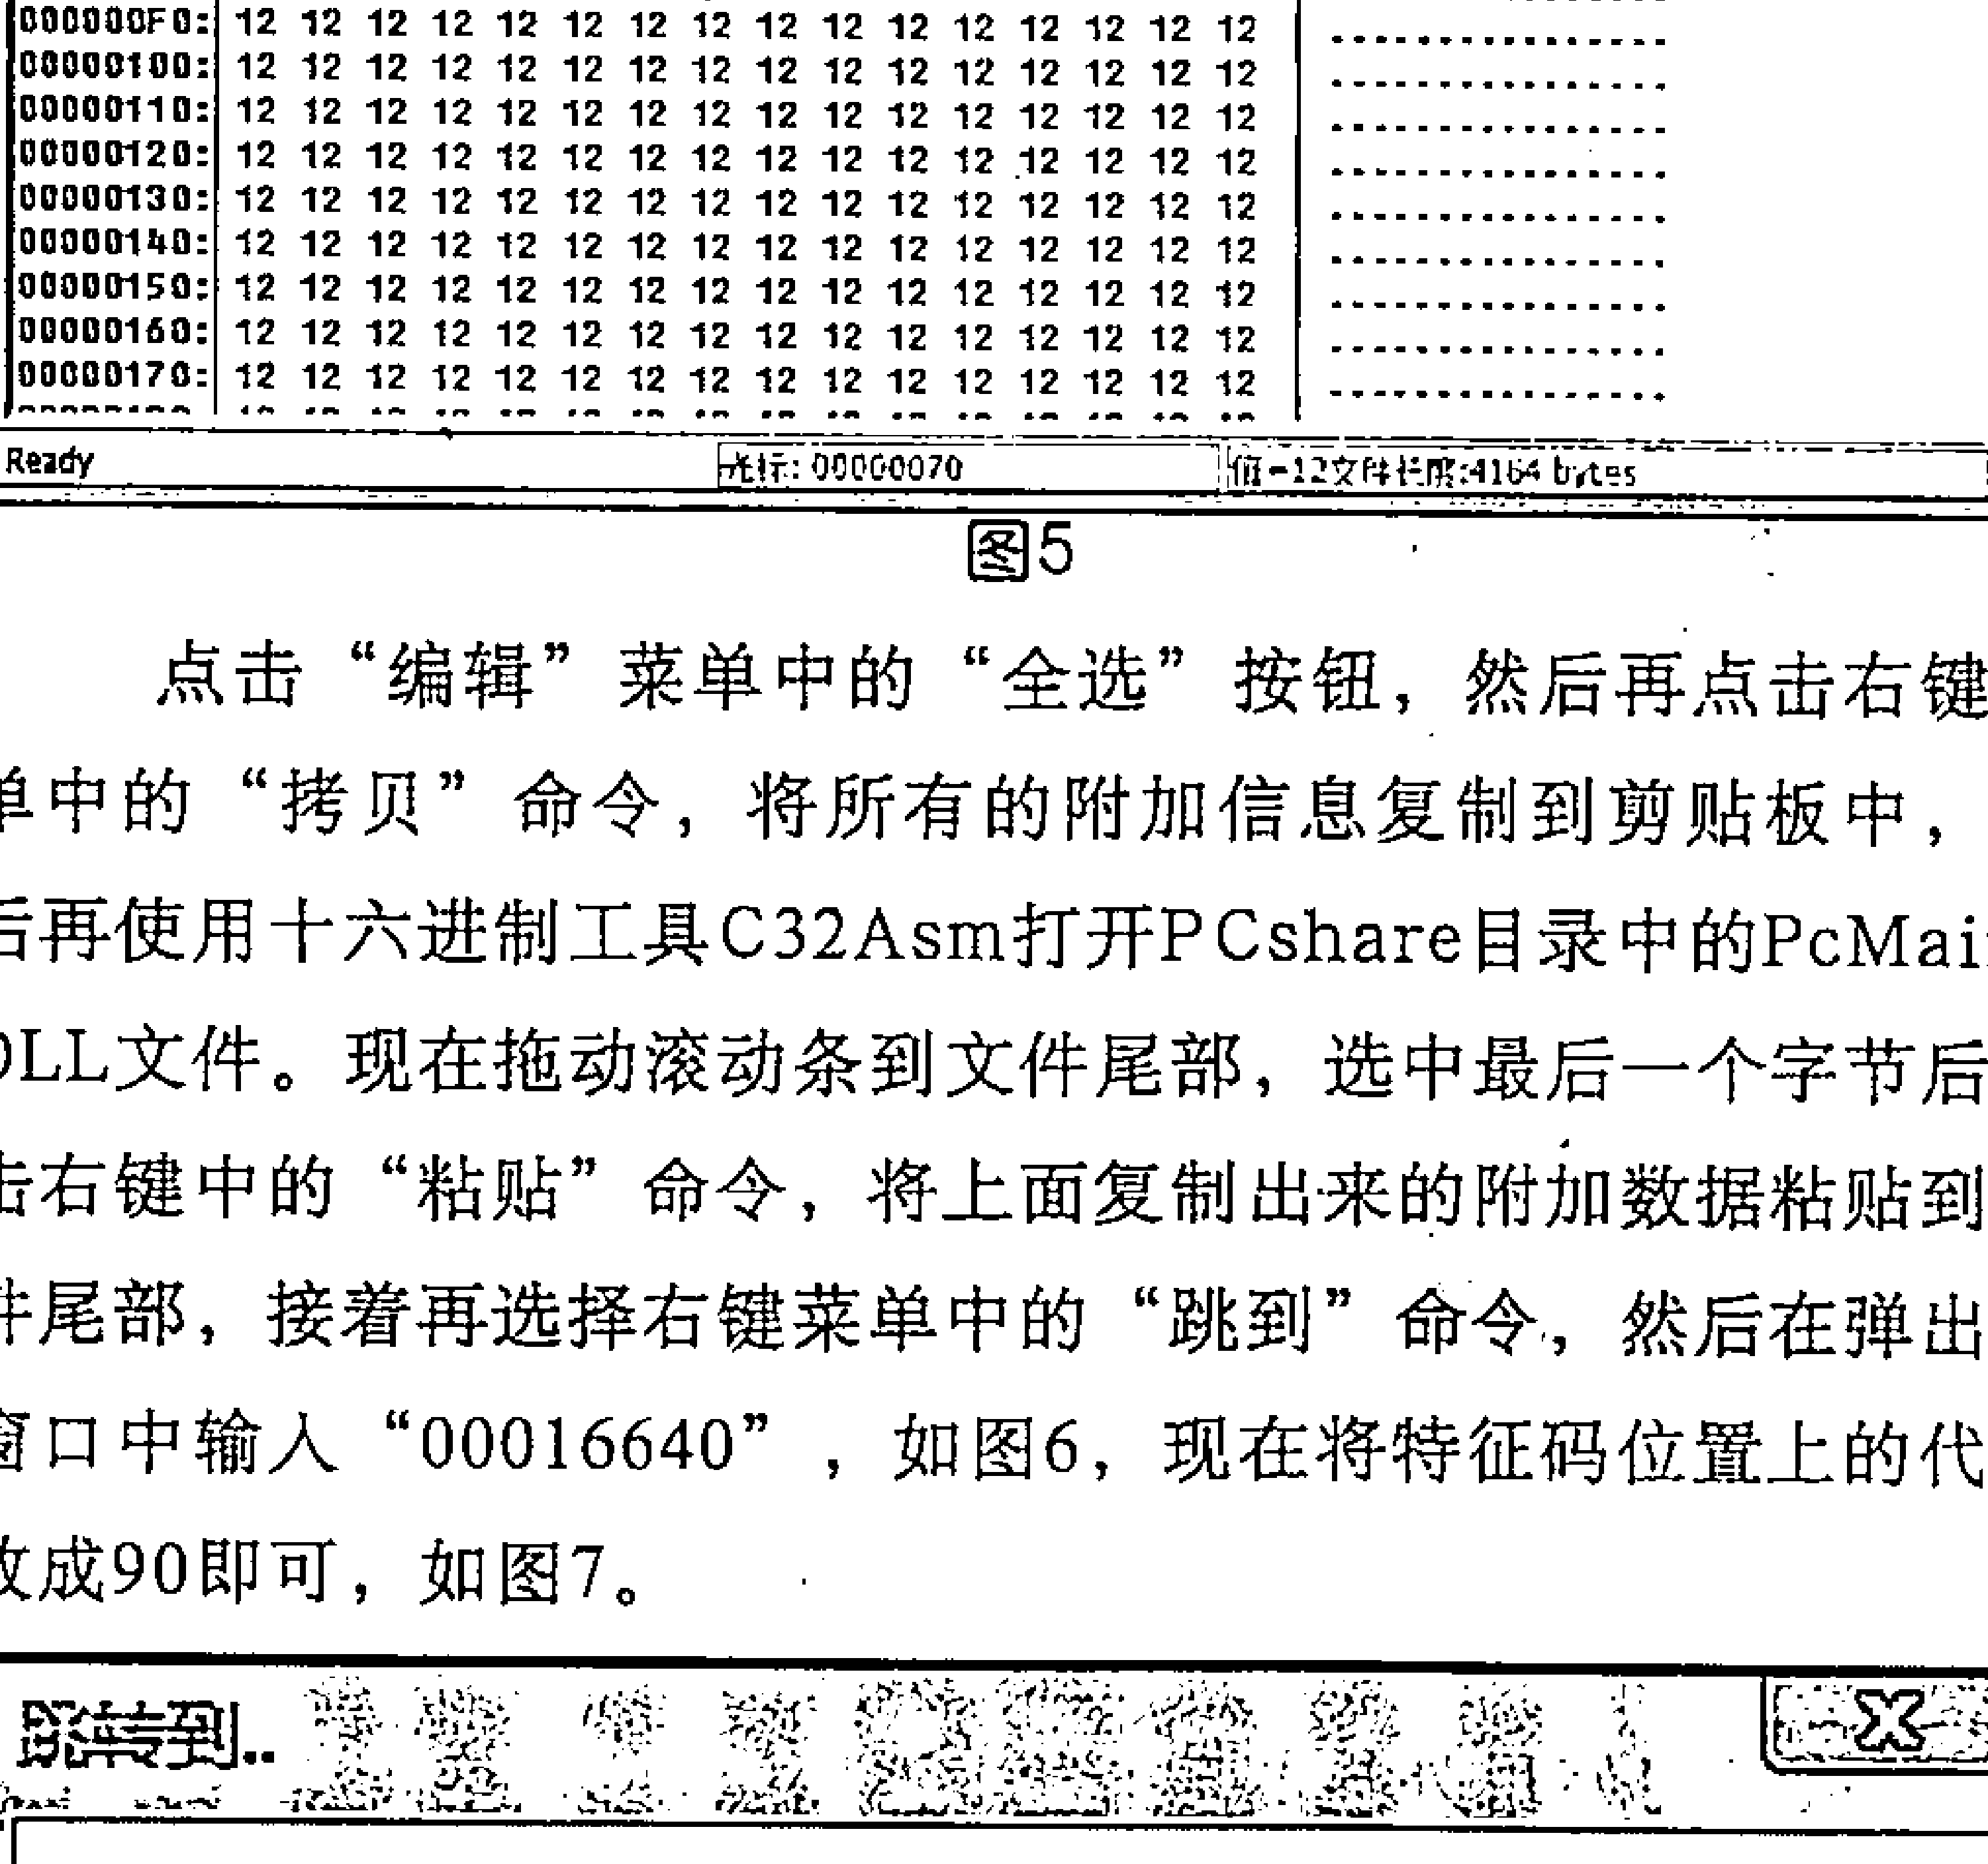 000000F0: 12 12 12 12 12 12 12 12 12 12 12 12 12 12 12 12 ................
00000100: 12 12 12 12 12 12 12 12 12 12 12 12 12 12 12 12 ................
00000110: 12 12 12 12 12 12 12 12 12 12 12 12 12 12 12 12 ................
00000120: 12 12 12 12 12 12 12 12 12 12 12 12 12 12 12 12 ................
00000130: 12 12 12 12 12 12 12 12 12 12 12 12 12 12 12 12 ................
00000140: 12 12 12 12 12 12 12 12 12 12 12 12 12 12 12 12 ................
00000150: 12 12 12 12 12 12 12 12 12 12 12 12 12 12 12 12 ................
00000160: 12 12 12 12 12 12 12 12 12 12 12 12 12 12 12 12 ................
00000170: 12 12 12 12 12 12 12 12 12 12 12 12 12 12 12 12 ................
Ready 光标: 00000070 值=12文件长度:4164 bytes
图5
点击“编辑”菜单中的“全选”按钮，然后再点击右键
单中的“拷贝”命令，将所有的附加信息复制到剪贴板中，
后再使用十六进制工具C32Asm打开PCshare目录中的PcMai
DLL文件。现在拖动滚动条到文件尾部，选中最后一个字节后
击右键中的“粘贴”命令，将上面复制出来的附加数据粘贴到
件尾部，接着再选择右键菜单中的“跳到”命令，然后在弹出
窗口中输入“00016640”，如图6，现在将特征码位置上的代
改成90即可，如图7。
跳转到..